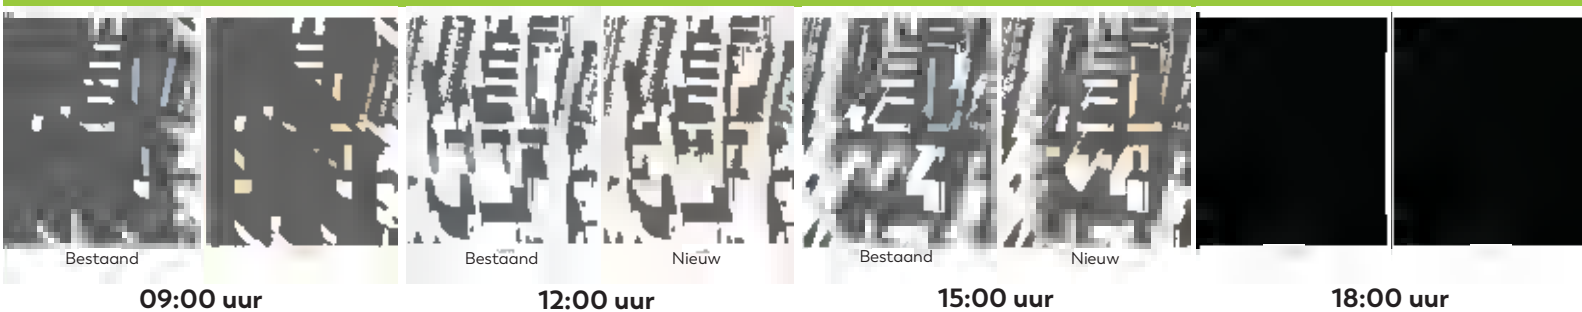 Bestaand
09:00 uur
Bestaand
Nieuw
12:00 uur
Bestaand
Nieuw
15:00 uur
18:00 uur